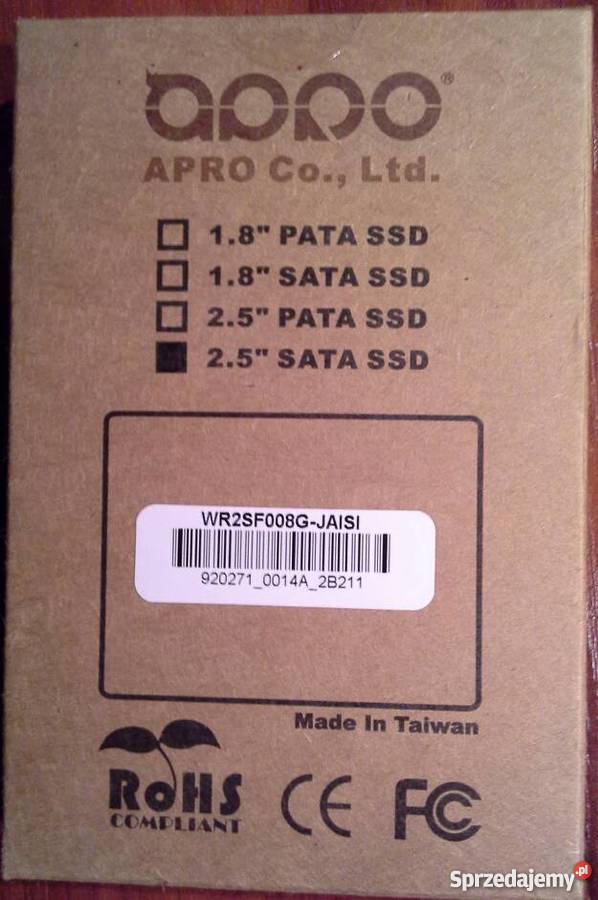 apro®
APRO Co., Ltd.
1.8" PATA SSD
1.8" SATA SSD
2.5" PATA SSD
2.5" SATA SSD
WR2SF008G-JAISI
920271_0014A_2B211
Made In Taiwan
RoHS
COMPLIANT
CE FC
Sprzedajemy.pl